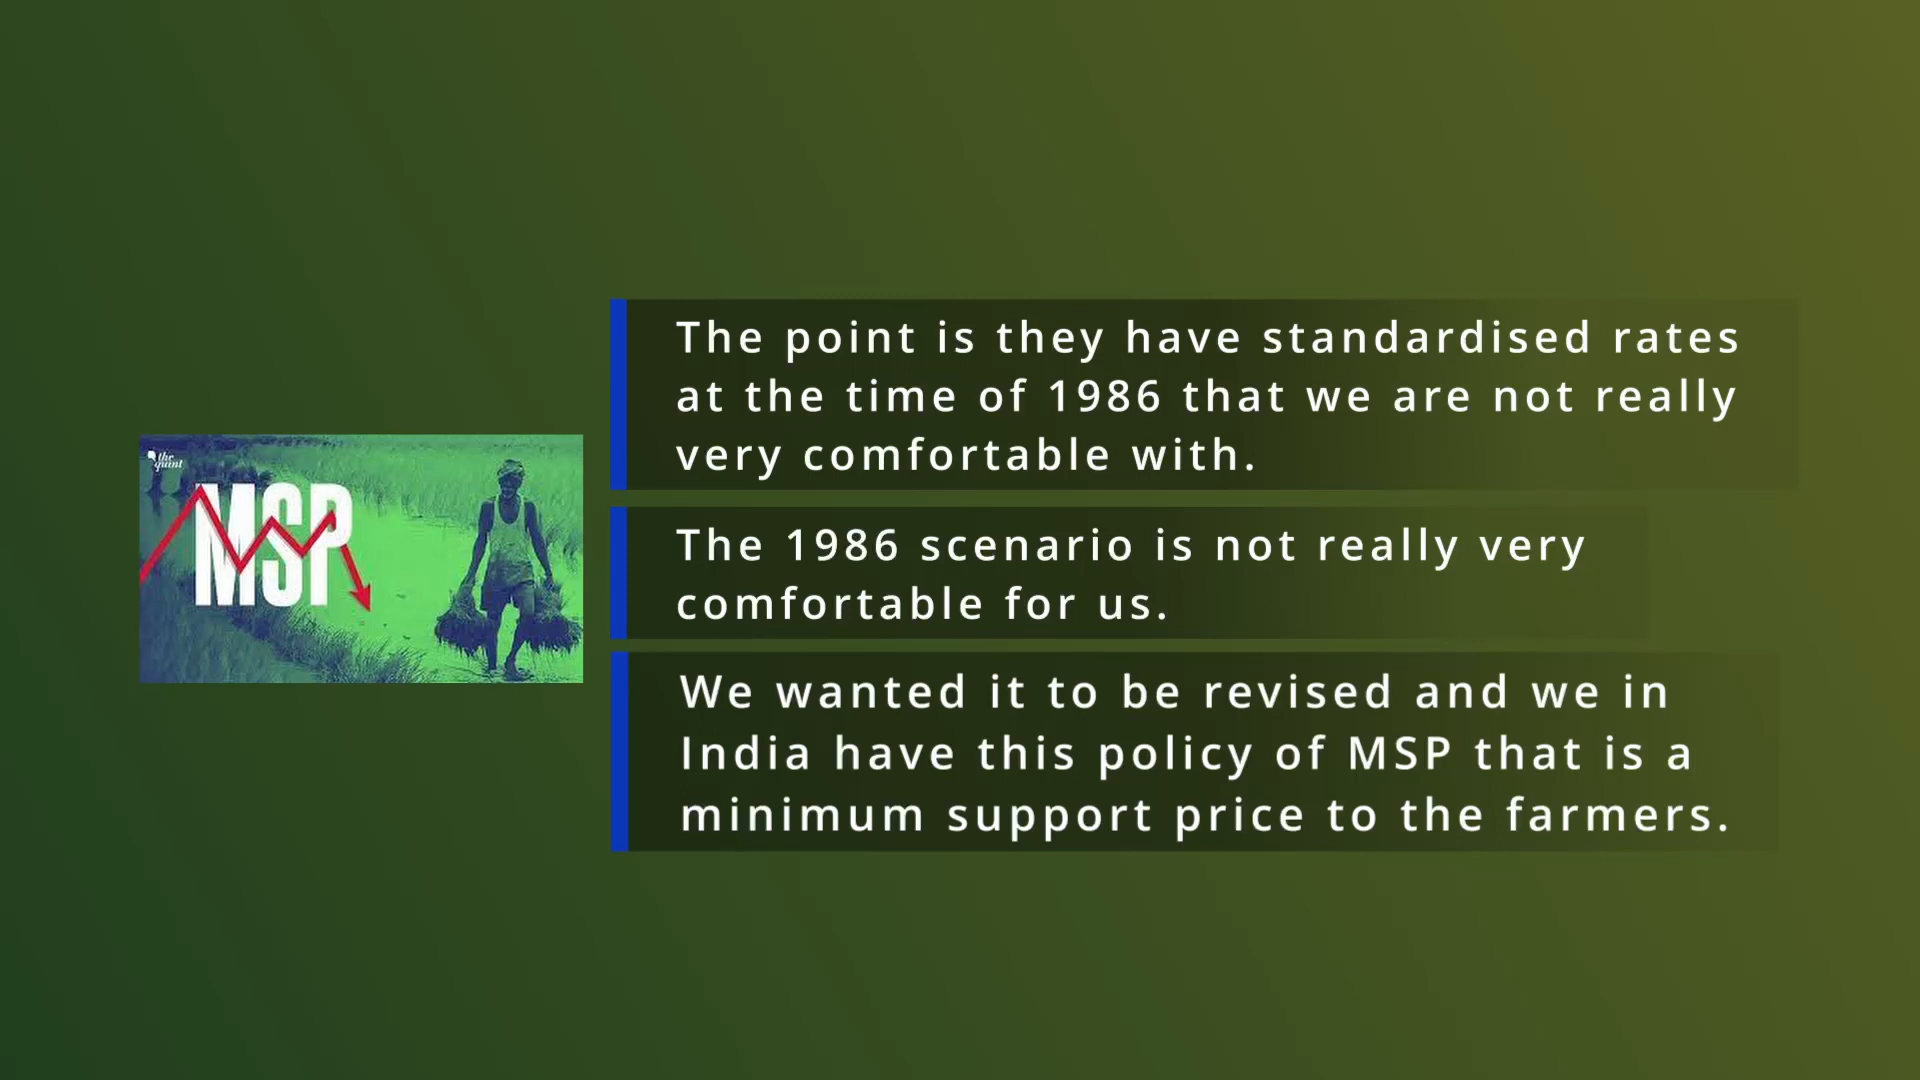 the
quint
MSP
The point is they have standardised rates
at the time of 1986 that we are not really
very comfortable with.
The 1986 scenario is not really very
comfortable for us.
We wanted it to be revised and we in
India have this policy of MSP that is a
minimum support price to the farmers.